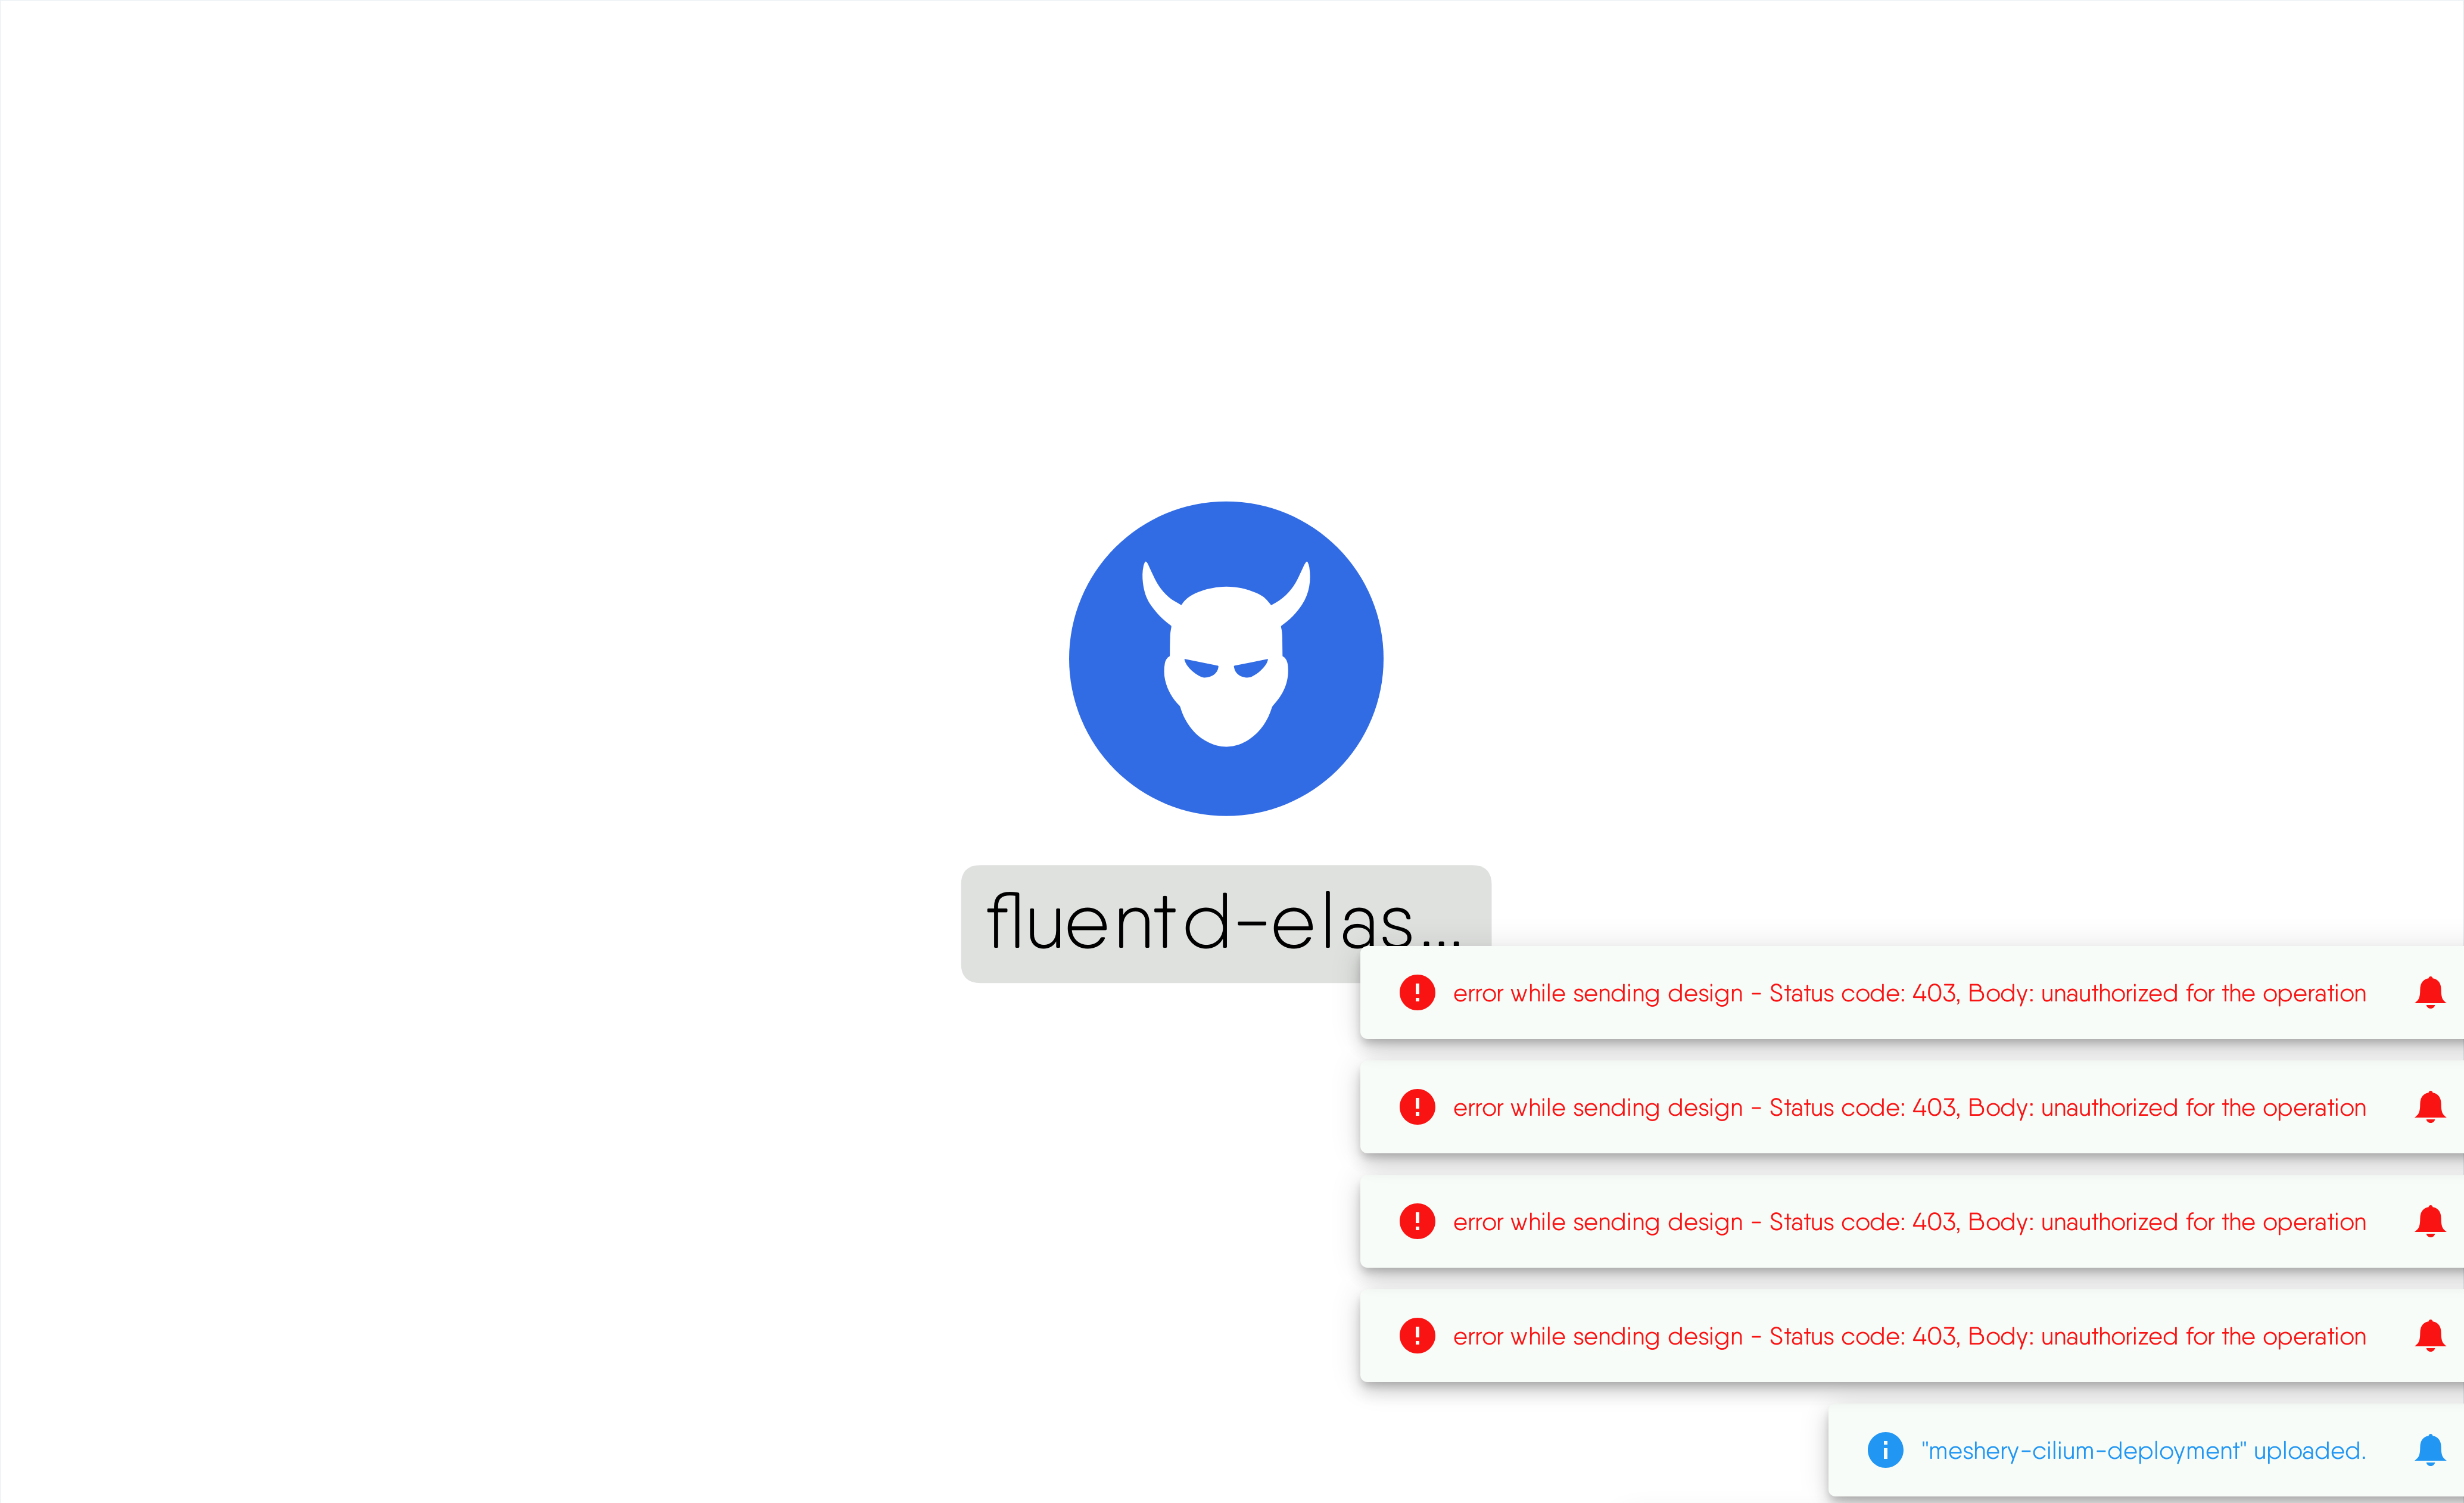 fluentd-elas...
error while sending design - Status code: 403, Body: unauthorized for the operation
error while sending design - Status code: 403, Body: unauthorized for the operation
error while sending design - Status code: 403, Body: unauthorized for the operation
error while sending design - Status code: 403, Body: unauthorized for the operation
"meshery-cilium-deployment" uploaded.